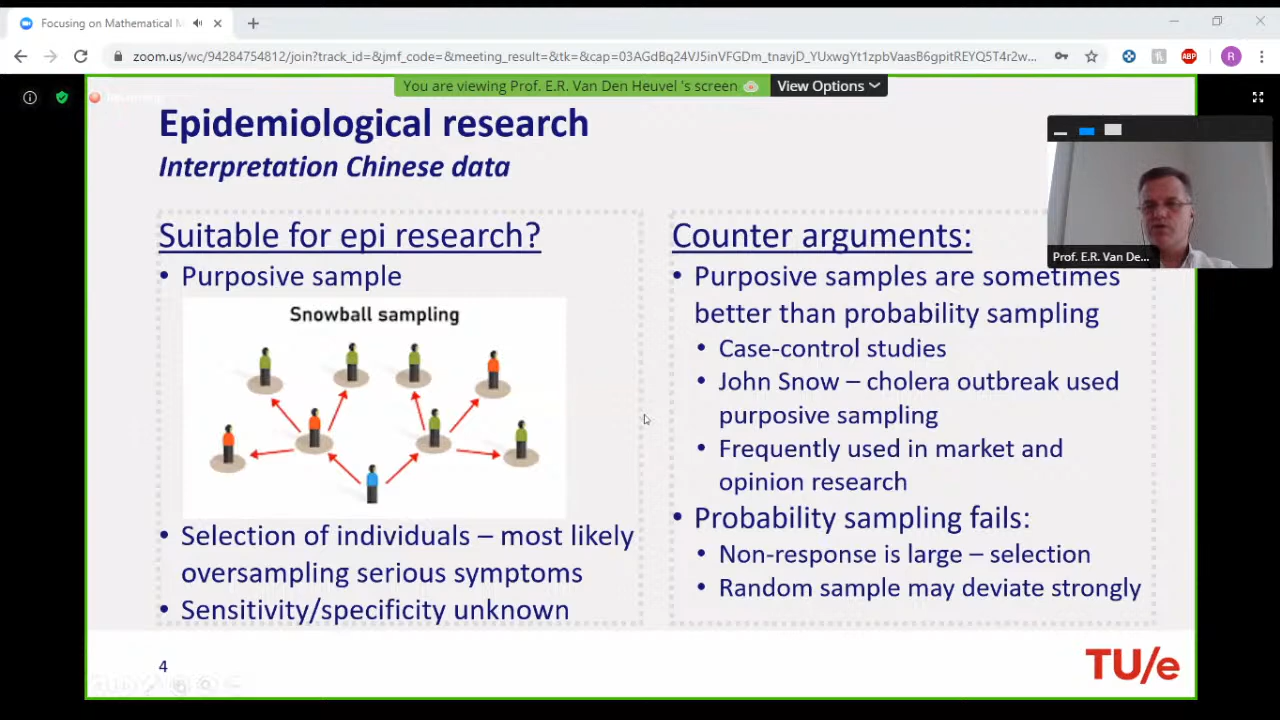 Focusing on Mathematical M
zoom.us/wc/94284754812/join?track_id=&jmf_code=&meeting_result=&tk=&cap=03AGdBq24VJ5inVFGDm_tnavjD_YUxwgYt1zpbVaasB6gpitREYQ5T4r2w...
ABP
R
You are viewing Prof. E.R. Van Den Heuvel 's screen
View Options
Epidemiological research
Interpretation Chinese data
Suitable for epi research?
• Purposive sample
Snowball sampling
• Selection of individuals – most likely
oversampling serious symptoms
• Sensitivity/specificity unknown
Counter arguments:
• Purposive samples are sometimes
better than probability sampling
• Case-control studies
• John Snow – cholera outbreak used
purposive sampling
• Frequently used in market and
opinion research
• Probability sampling fails:
• Non-response is large – selection
• Random sample may deviate strongly
Prof. E.R. Van De...
4
TU/e